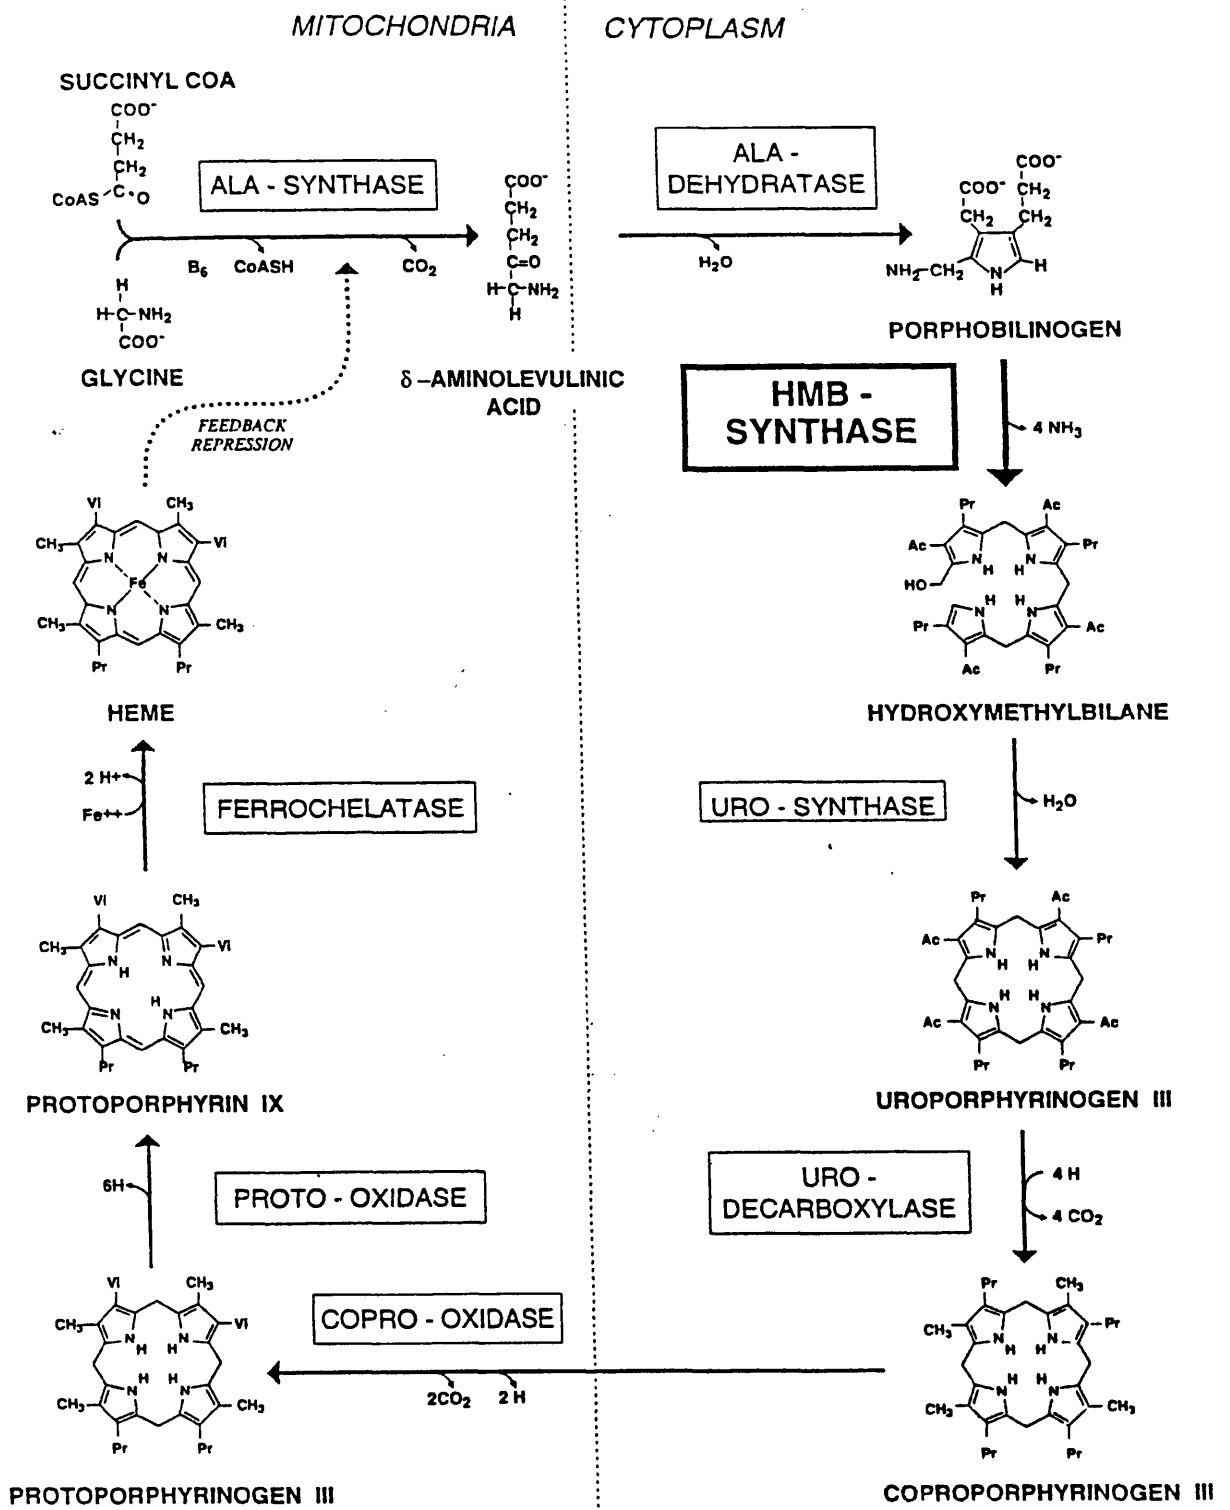 MITOCHONDRIA
CYTOPLASM
SUCCINYL COA
COO⁻
CH₂
CH₂
CoAS C O
ALA - SYNTHASE
B₆
CoASH
CO₂
H
H-C-NH₂
COO⁻
GLYCINE
COO⁻
CH₂
CH₂
C=O
H-C-NH₂
H
δ-AMINOLEVULINIC
ACID
ALA -
DEHYDRATASE
H₂O
COO⁻
COO⁻
CH₂
CH₂
CH₂
NH₂-CH₂
N
H
H
PORPHOBILINOGEN
HMB -
SYNTHASE
4 NH₃
FEEDBACK
REPRESSION
Vi
CH₃
CH₃
Vi
N
N
Fe
N
N
CH₃
CH₃
Pr
Pr
HEME
Pr
Ac
Ac
Pr
N
N
H
H
HO
H
H
N
N
Pr
Ac
Ac
Pr
HYDROXYMETHYLBILANE
2 H+
Fe++
FERROCHELATASE
URO - SYNTHASE
H₂O
Vi
CH₃
CH₃
Vi
N
N
H
H
N
N
CH₃
CH₃
Pr
Pr
PROTOPORPHYRIN IX
Pr
Ac
Ac
Pr
N
N
H
H
H
H
N
N
Ac
Ac
Pr
Pr
UROPORPHYRINOGEN III
6H
PROTO - OXIDASE
URO -
DECARBOXYLASE
4 H
4 CO₂
Vi
CH₃
CH₃
Vi
N
N
H
H
H
H
N
N
CH₃
CH₃
Pr
Pr
PROTOPORPHYRINOGEN III
COPRO - OXIDASE
2CO₂
2 H
Pr
CH₃
CH₃
Pr
N
N
H
H
H
H
N
N
CH₃
CH₃
Pr
Pr
COPROPORPHYRINOGEN III